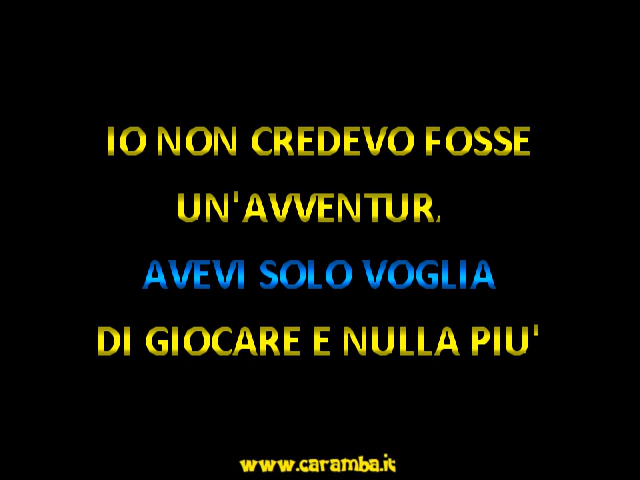 IO NON CREDEVO FOSSE
UN'AVVENTUR
AVEVI SOLO VOGLIA
DI GIOCARE E NULLA PIU'
www.caramba.it